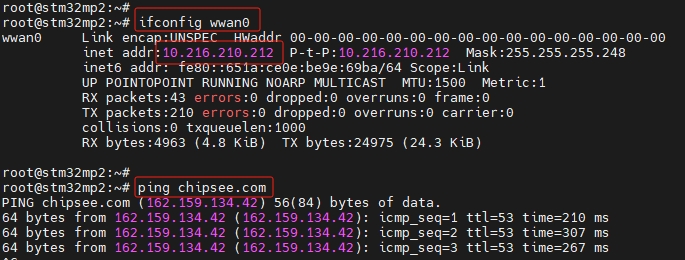 root@stm32mp2:~#
root@stm32mp2:~# ifconfig wwan0
wwan0     Link encap:UNSPEC  HWaddr 00-00-00-00-00-00-00-00-00-00-00-00-00-00-00-00
          inet addr:10.216.210.212  P-t-P:10.216.210.212  Mask:255.255.255.248
          inet6 addr: fe80::651a:ce0e:be9e:69ba/64 Scope:Link
          UP POINTOPOINT RUNNING NOARP MULTICAST  MTU:1500  Metric:1
          RX packets:43 errors:0 dropped:0 overruns:0 frame:0
          TX packets:210 errors:0 dropped:0 overruns:0 carrier:0
          collisions:0 txqueuelen:1000
          RX bytes:4963 (4.8 KiB)  TX bytes:24975 (24.3 KiB)
root@stm32mp2:~#
root@stm32mp2:~# ping chipsee.com
PING chipsee.com (162.159.134.42) 56(84) bytes of data.
64 bytes from 162.159.134.42 (162.159.134.42): icmp_seq=1 ttl=53 time=210 ms
64 bytes from 162.159.134.42 (162.159.134.42): icmp_seq=2 ttl=53 time=307 ms
64 bytes from 162.159.134.42 (162.159.134.42): icmp_seq=3 ttl=53 time=267 ms